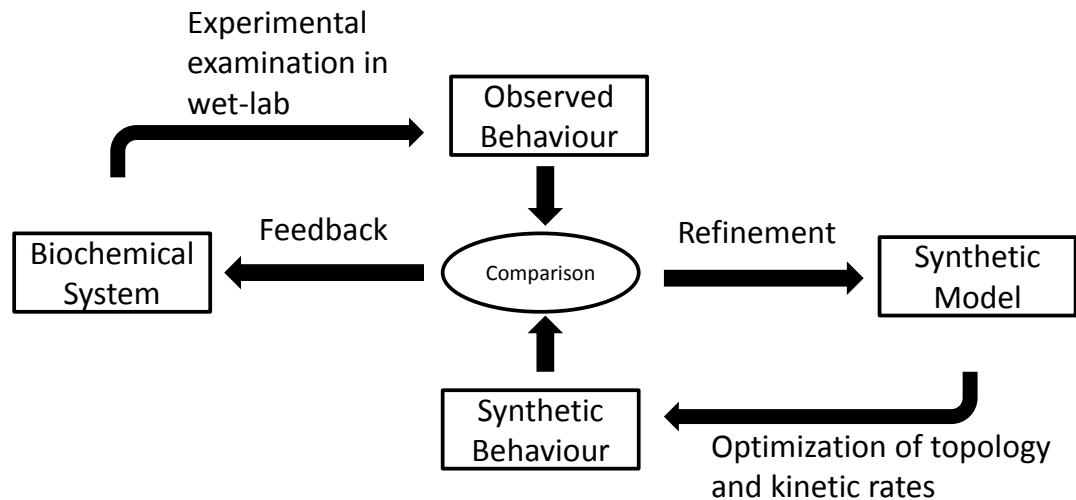 Experimental
examination in
wet-lab
Observed
Behaviour
Feedback
Refinement
Biochemical
System
Comparison
Synthetic
Model
Synthetic
Behaviour
Optimization of topology
and kinetic rates